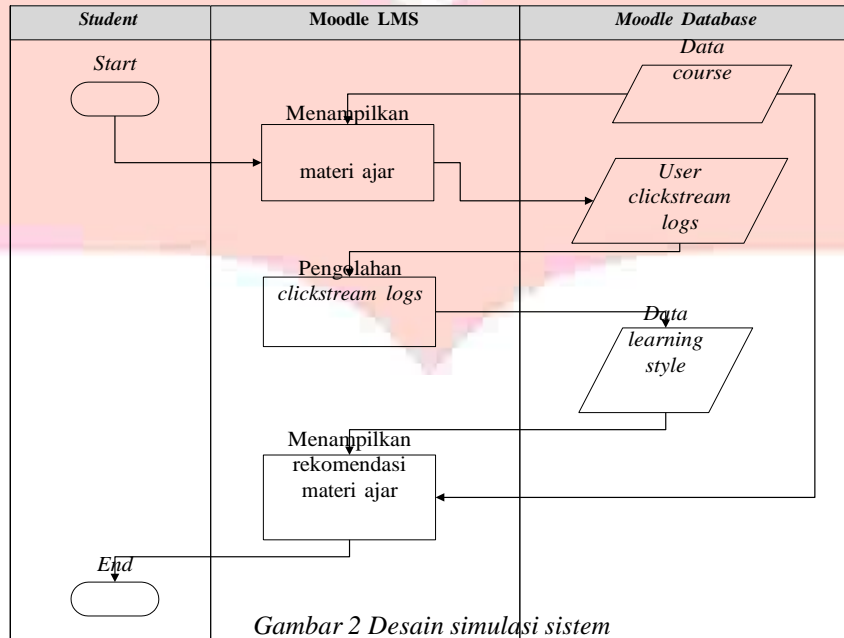 Student Moodle LMS Moodle Database
Start
Data
course
Menampilkan
materi ajar
User
clickstream
logs
Pengolahan
clickstream logs
Data
learning
style
Menampilkan
rekomendasi
materi ajar
End
Gambar 2 Desain simulasi sistem